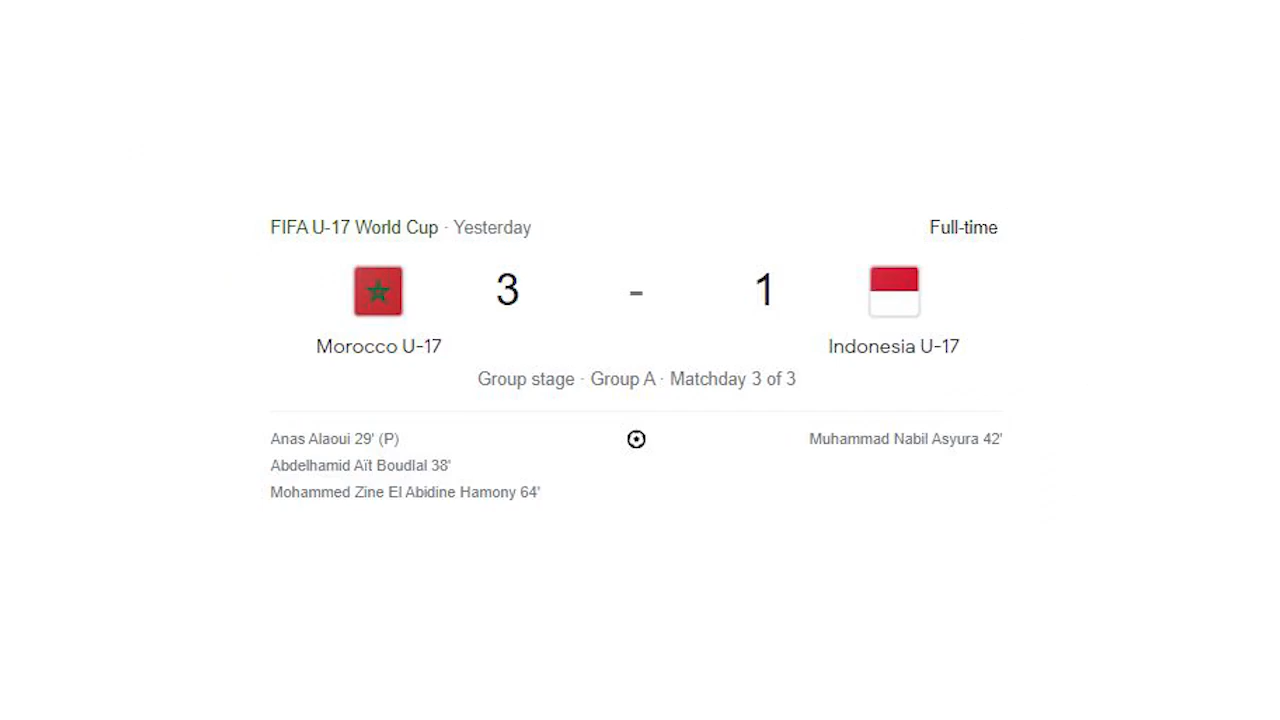 FIFA U-17 World Cup · Yesterday Full-time
3 - 1
Morocco U-17 Indonesia U-17
Group stage · Group A · Matchday 3 of 3
Anas Alaoui 29' (P) Muhammad Nabil Asyura 42'
Abdelhamid Aït Boudlal 38'
Mohammed Zine El Abidine Hamony 64'